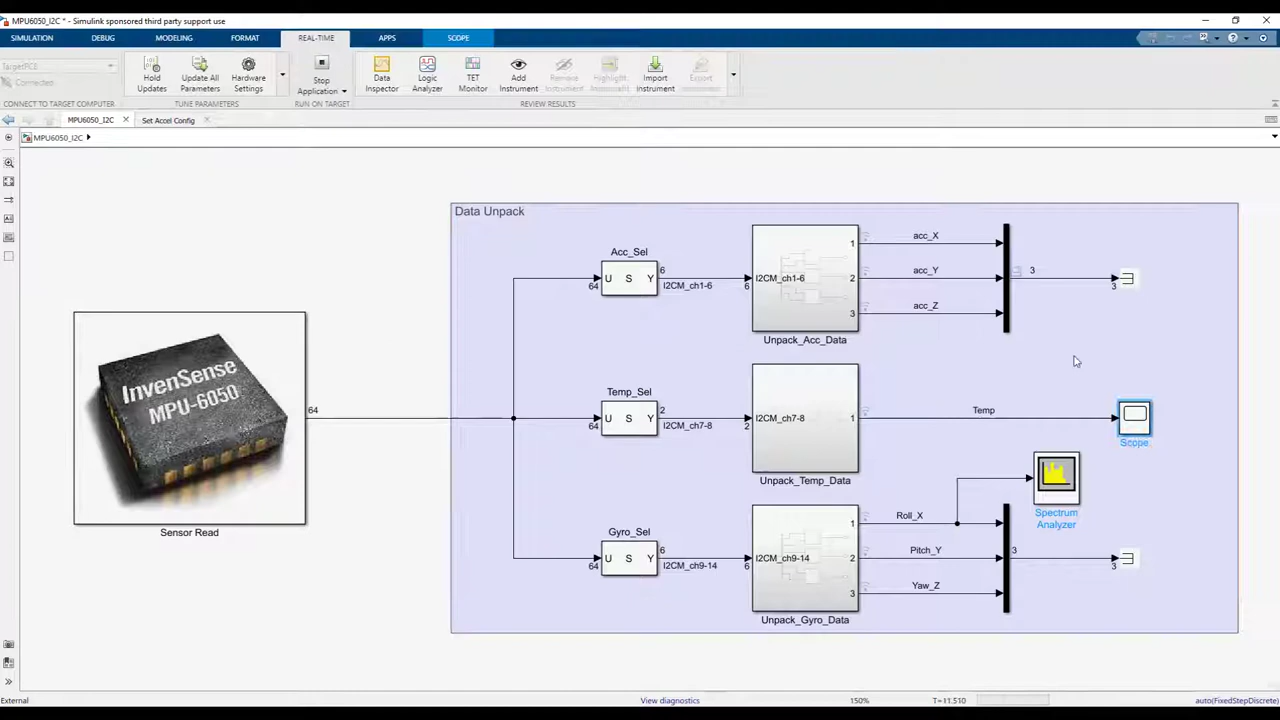 MPU6050_I2C * - Simulink sponsored third party support use
SIMULATION DEBUG MODELING FORMAT REAL-TIME APPS SCOPE
TargetPC1
Connected
Hold Updates
Update All Parameters
Hardware Settings
Stop Application
Data Inspector
Logic Analyzer
TET Monitor
Add Instrument
Remove Instrument
Highlight Instrument
Import Instrument
Export Instrument
CONNECT TO TARGET COMPUTER TUNE PARAMETERS RUN ON TARGET REVIEW RESULTS
MPU6050_I2C Set Accel Config
MPU6050_I2C
Data Unpack
Acc_Sel
64 U S Y 6
I2CM_ch1-6
6 I2CM_ch1-6 1 2 3
Unpack_Acc_Data
acc_X
acc_Y
acc_Z
3
3
InvenSense
MPU-6050
Sensor Read
64
Temp_Sel
64 U S Y 2
I2CM_ch7-8
2 I2CM_ch7-8 1
Unpack_Temp_Data
Temp
Scope
Spectrum
Analyzer
Gyro_Sel
64 U S Y 6
I2CM_ch9-14
6 I2CM_ch9-14 1 2 3
Unpack_Gyro_Data
Roll_X
Pitch_Y
Yaw_Z
3
3
External View diagnostics 150% T=11.510 auto(FixedStepDiscrete)